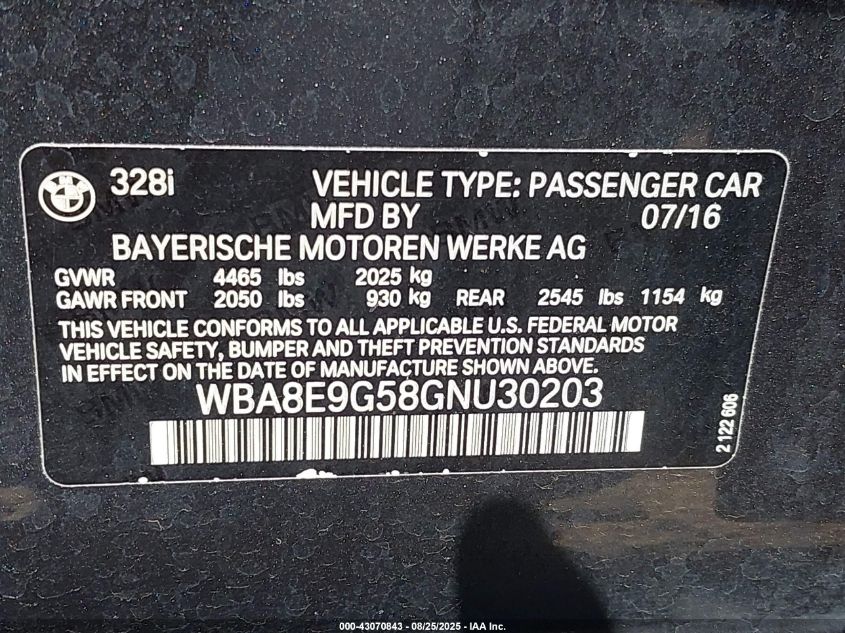 328i VEHICLE TYPE: PASSENGER CAR
MFD BY 07/16
BAYERISCHE MOTOREN WERKE AG
GVWR 4465 lbs 2025 kg
GAWR FRONT 2050 lbs 930 kg REAR 2545 lbs 1154 kg
THIS VEHICLE CONFORMS TO ALL APPLICABLE U.S. FEDERAL MOTOR
VEHICLE SAFETY, BUMPER AND THEFT PREVENTION STANDARDS
IN EFFECT ON THE DATE OF MANUFACTURE SHOWN ABOVE.
WBA8E9G58GNU30203
2 122 606
000-43070843 - 08/25/2025 - IAA Inc.